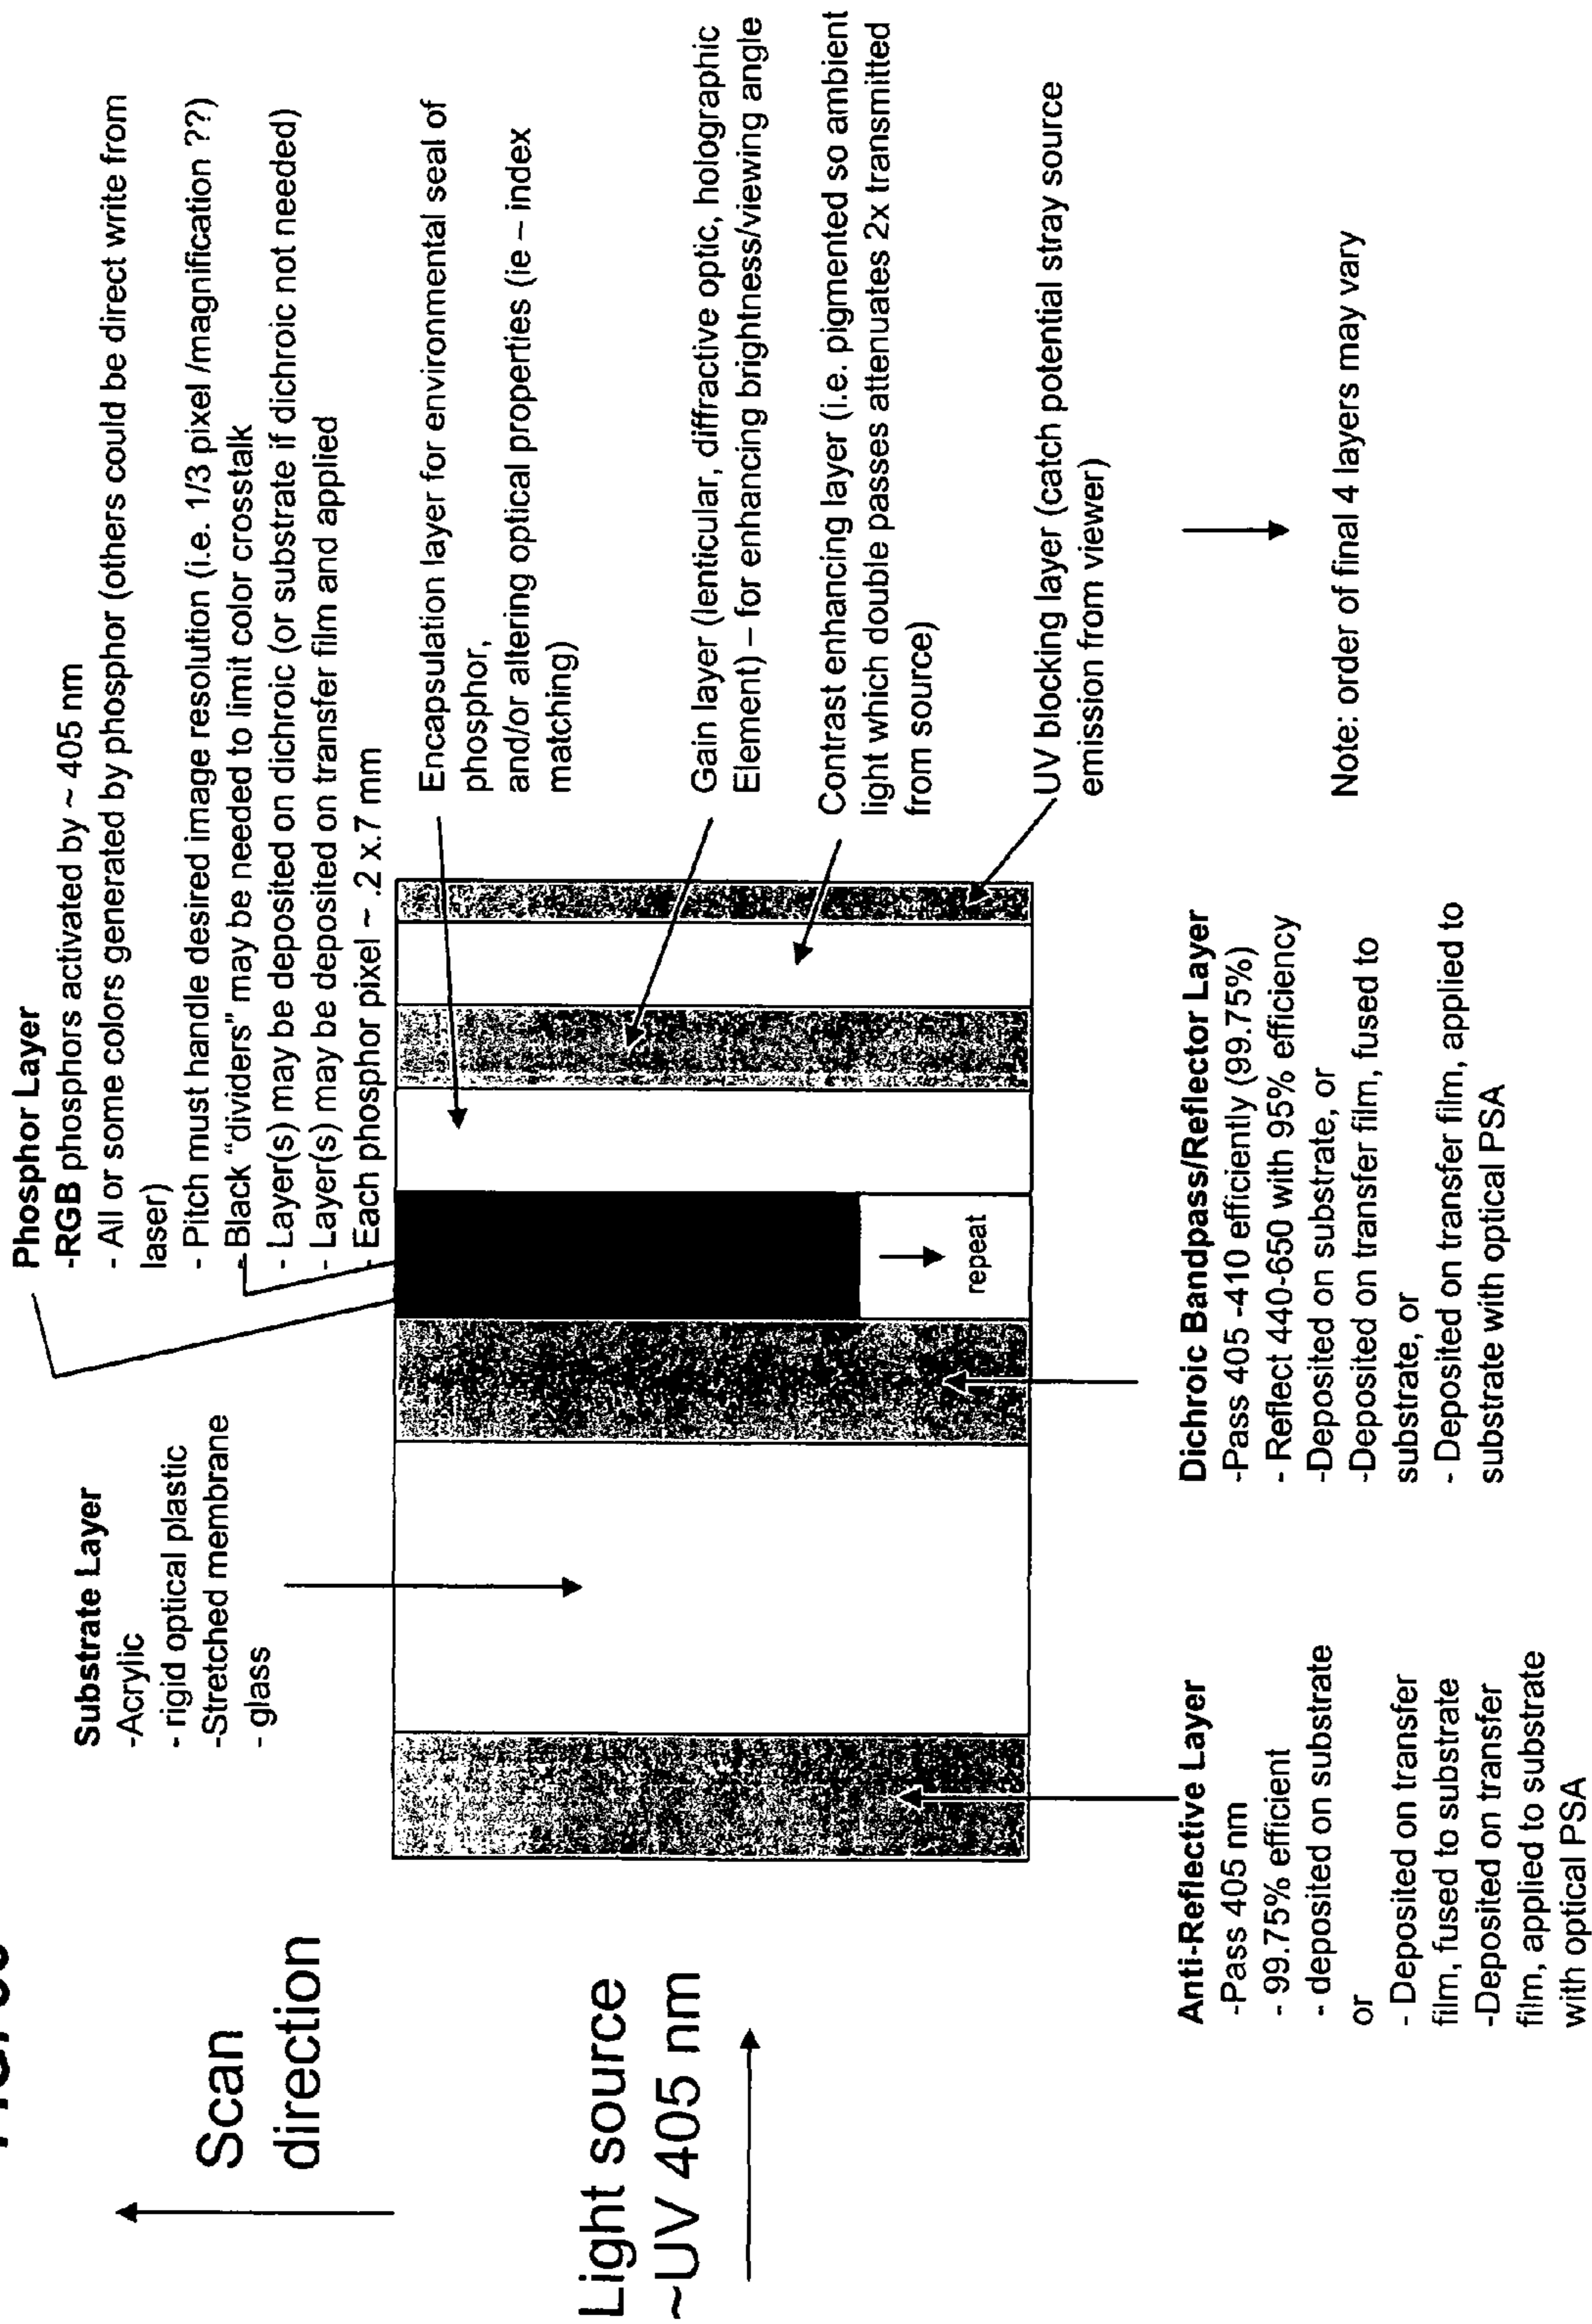 Scan
direction
Light source
~UV 405 nm
Substrate Layer
-Acrylic
- rigid optical plastic
-Stretched membrane
- glass
Phosphor Layer
-RGB phosphors activated by ~ 405 nm
- All or some colors generated by phosphor (others could be direct write from
laser)
- Pitch must handle desired image resolution (i.e. 1/3 pixel /magnification ??)
- Black "dividers" may be needed to limit color crosstalk
- Layer(s) may be deposited on dichroic (or substrate if dichroic not needed)
- Layer(s) may be deposited on transfer film and applied
- Each phosphor pixel ~ .2 x.7 mm
Encapsulation layer for environmental seal of
phosphor,
and/or altering optical properties (ie – index
matching)
Gain layer (lenticular, diffractive optic, holographic
Element) – for enhancing brightness/viewing angle
Contrast enhancing layer (i.e. pigmented so ambient
light which double passes attenuates 2x transmitted
from source)
UV blocking layer (catch potential stray source
emission from viewer)
Note: order of final 4 layers may vary
repeat
Anti-Reflective Layer
-Pass 405 nm
- 99.75% efficient
- deposited on substrate
or
- Deposited on transfer
film, fused to substrate
-Deposited on transfer
film, applied to substrate
with optical PSA
Dichroic Bandpass/Reflector Layer
-Pass 405 -410 efficiently (99.75%)
- Reflect 440-650 with 95% efficiency
-Deposited on substrate, or
-Deposited on transfer film, fused to
substrate, or
- Deposited on transfer film, applied to
substrate with optical PSA